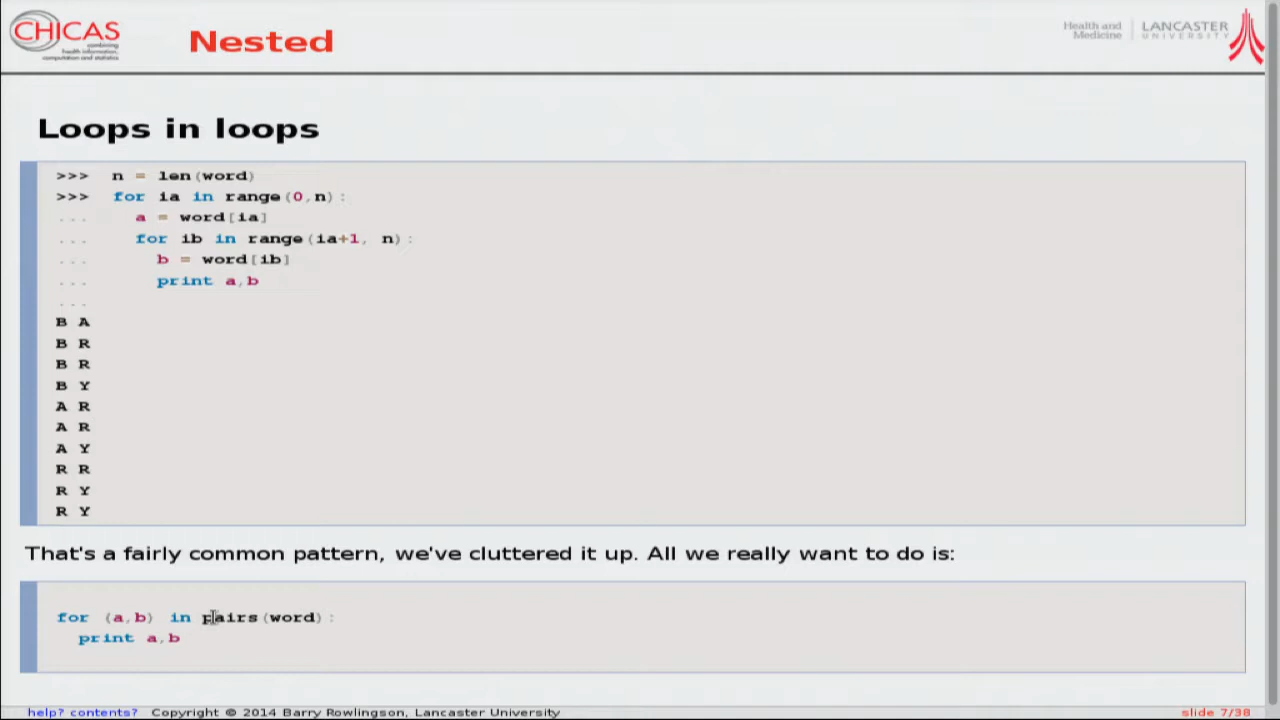 CHICAS
combining
health information,
computation and statistics
Nested
Health and
Medicine
LANCASTER
UNIVERSITY
Loops in loops
>>> n = len(word)
>>> for ia in range(0,n):
... a = word[ia]
... for ib in range(ia+1, n):
... b = word[ib]
... print a,b
...
B A
B R
B R
B Y
A R
A R
A Y
R R
R Y
R Y
That's a fairly common pattern, we've cluttered it up. All we really want to do is:
for (a,b) in pairs(word):
print a,b
help? contents? Copyright © 2014 Barry Rowlingson, Lancaster University
slide 7/38